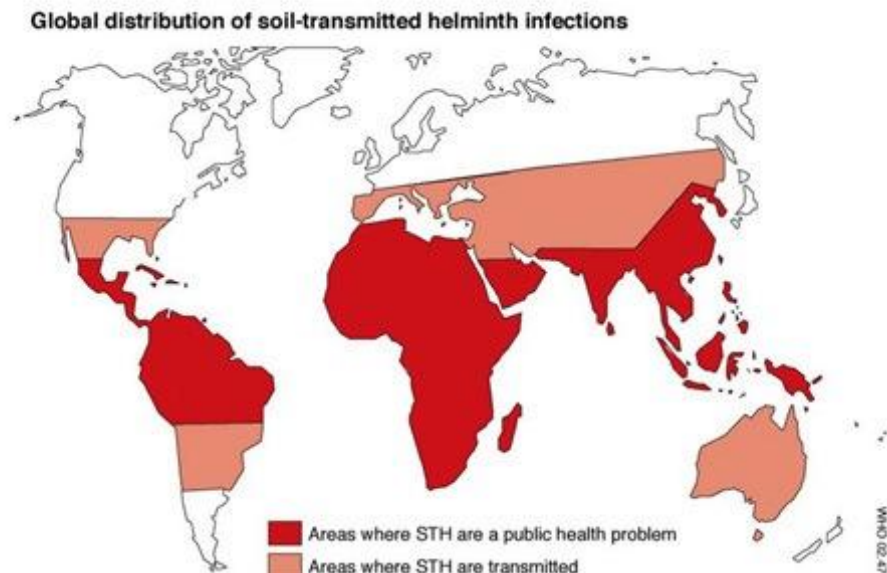 Global distribution of soil-transmitted helminth infections
Areas where STH are a public health problem
Areas where STH are transmitted
WHO 02.47